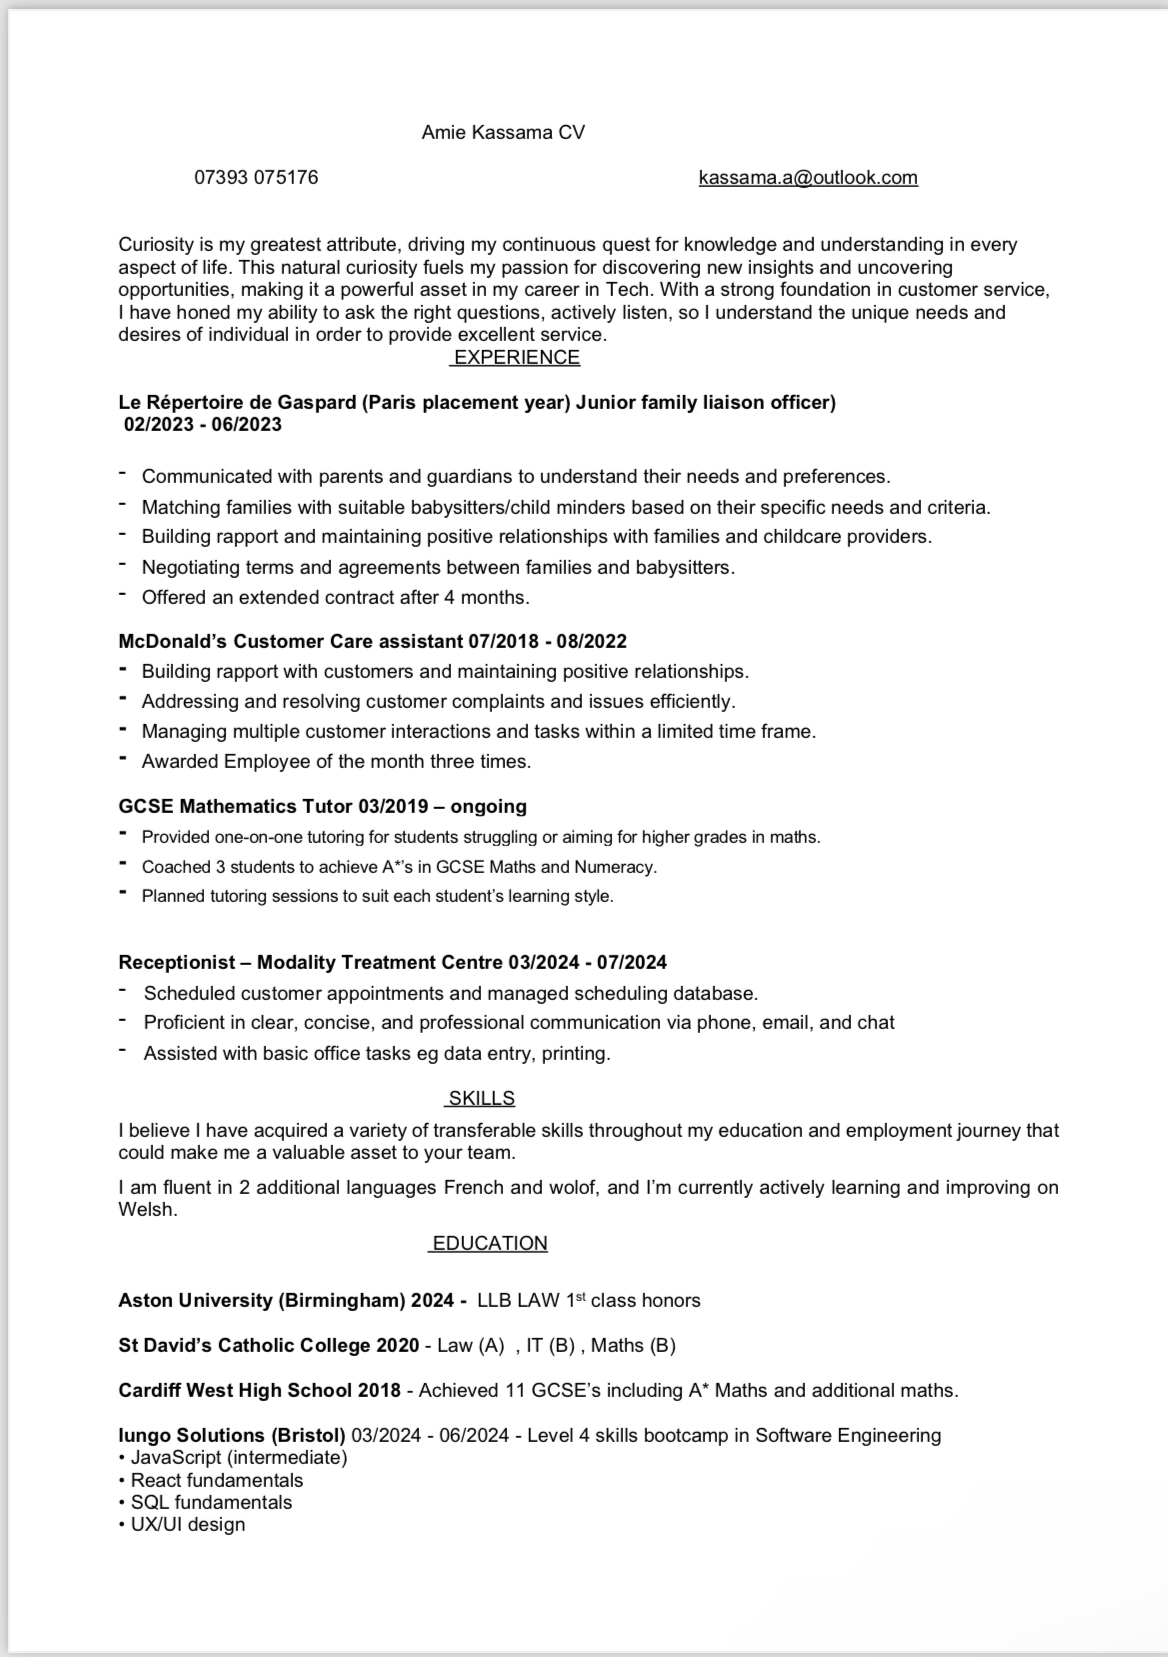 Amie Kassama CV
07393 075176 kassama.a@outlook.com
Curiosity is my greatest attribute, driving my continuous quest for knowledge and understanding in every
aspect of life. This natural curiosity fuels my passion for discovering new insights and uncovering
opportunities, making it a powerful asset in my career in Tech. With a strong foundation in customer service,
I have honed my ability to ask the right questions, actively listen, so I understand the unique needs and
desires of individual in order to provide excellent service.
EXPERIENCE
Le Répertoire de Gaspard (Paris placement year) Junior family liaison officer)
02/2023 - 06/2023
- Communicated with parents and guardians to understand their needs and preferences.
- Matching families with suitable babysitters/child minders based on their specific needs and criteria.
- Building rapport and maintaining positive relationships with families and childcare providers.
- Negotiating terms and agreements between families and babysitters.
- Offered an extended contract after 4 months.
McDonald’s Customer Care assistant 07/2018 - 08/2022
- Building rapport with customers and maintaining positive relationships.
- Addressing and resolving customer complaints and issues efficiently.
- Managing multiple customer interactions and tasks within a limited time frame.
- Awarded Employee of the month three times.
GCSE Mathematics Tutor 03/2019 – ongoing
- Provided one-on-one tutoring for students struggling or aiming for higher grades in maths.
- Coached 3 students to achieve A*’s in GCSE Maths and Numeracy.
- Planned tutoring sessions to suit each student’s learning style.
Receptionist – Modality Treatment Centre 03/2024 - 07/2024
- Scheduled customer appointments and managed scheduling database.
- Proficient in clear, concise, and professional communication via phone, email, and chat
- Assisted with basic office tasks eg data entry, printing.
SKILLS
I believe I have acquired a variety of transferable skills throughout my education and employment journey that
could make me a valuable asset to your team.
I am fluent in 2 additional languages French and wolof, and I’m currently actively learning and improving on
Welsh.
EDUCATION
Aston University (Birmingham) 2024 - LLB LAW 1st class honors
St David’s Catholic College 2020 - Law (A) , IT (B) , Maths (B)
Cardiff West High School 2018 - Achieved 11 GCSE’s including A* Maths and additional maths.
Iungo Solutions (Bristol) 03/2024 - 06/2024 - Level 4 skills bootcamp in Software Engineering
• JavaScript (intermediate)
• React fundamentals
• SQL fundamentals
• UX/UI design